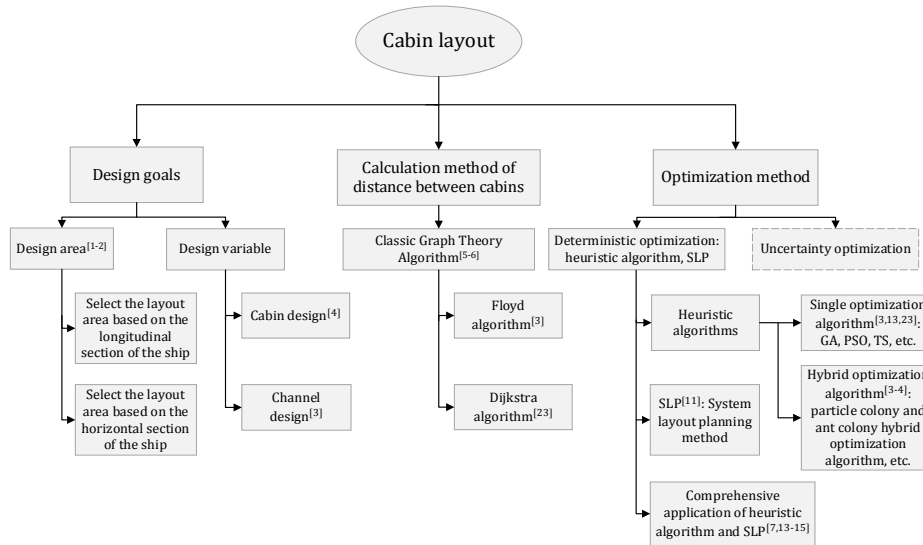 Cabin layout
Design goals
Calculation method of
distance between cabins
Optimization method
Design area[1-2]
Design variable
Classic Graph Theory
Algorithm[5-6]
Deterministic optimization:
heuristic algorithm, SLP
Uncertainty optimization
Select the layout
area based on the
longitudinal
section of the ship
Select the layout
area based on the
horizontal section
of the ship
Cabin design[4]
Channel
design[3]
Floyd
algorithm[3]
Dijkstra
algorithm[23]
Heuristic
algorithms
SLP[11]: System
layout planning
method
Comprehensive
application of heuristic
algorithm and SLP[7,13-15]
Single optimization
algorithm[3,13,23]:
GA, PSO, TS, etc.
Hybrid optimization
algorithm[3-4]:
particle colony and
ant colony hybrid
optimization
algorithm, etc.